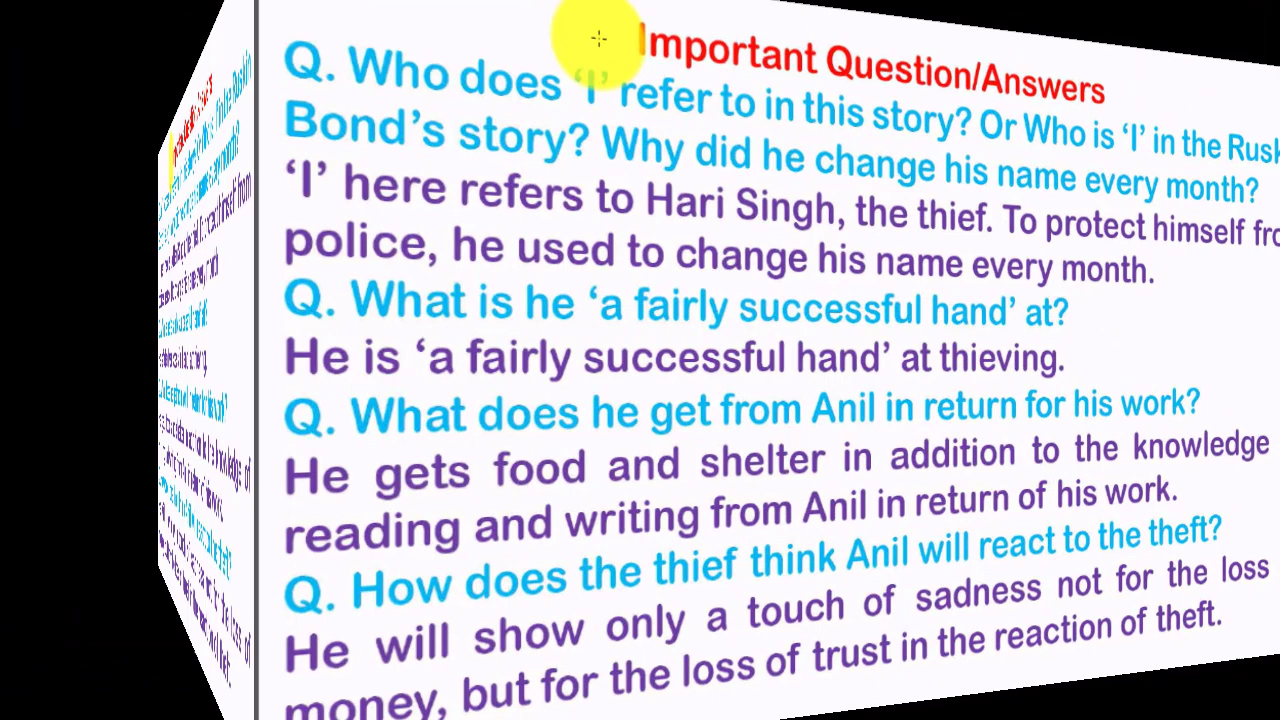 Important Question/Answers
Q. Who does ‘I’ refer to in this story? Or Who is ‘I’ in the
Bond’s story? Why did he change his name every month?
‘I’ here refers to Hari Singh, the thief. To protect himself
police, he used to change his name every month.
Q. What is he ‘a fairly successful hand’ at?
He is ‘a fairly successful hand’ at thieving.
Q. What does he get from Anil in return for his work?
He gets food and shelter in addition to the knowledge
reading and writing from Anil in return of his work.
Q. How does the thief think Anil will react to the theft?
He will show only a touch of sadness not for the loss
money, but for the loss of trust in the reaction of theft.